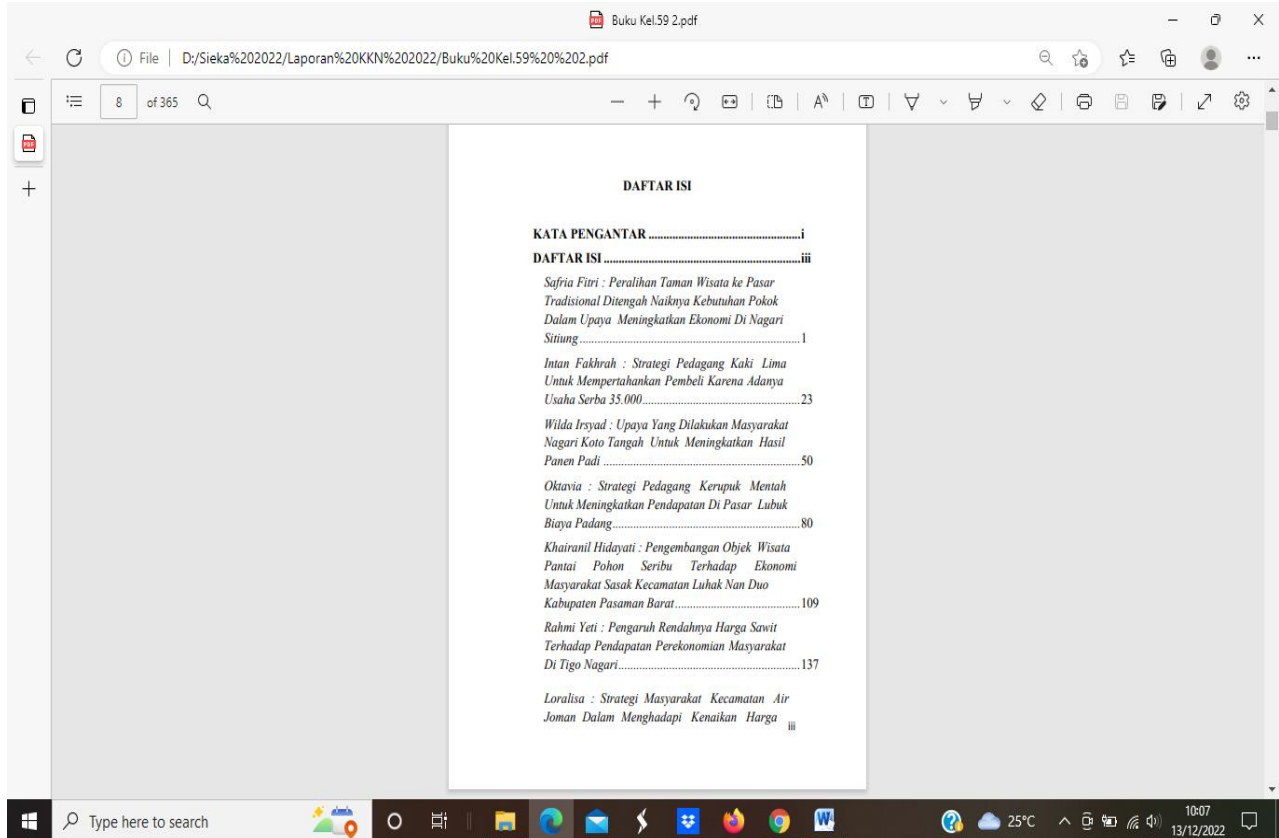 Buku Kel.59 2.pdf
File | D:/Sieka%202022/Laporan%20KKN%202022/Buku%20Kel.59%20%202.pdf
8 of 365
DAFTAR ISI
KATA PENGANTAR ..................................................i
DAFTAR ISI .................................................................iii
Safria Fitri : Peralihan Taman Wisata ke Pasar
Tradisional Ditengah Naiknya Kebutuhan Pokok
Dalam Upaya Meningkatkan Ekonomi Di Nagari
Sitiung..........................................................................1
Intan Fakhrah : Strategi Pedagang Kaki Lima
Untuk Mempertahankan Pembeli Karena Adanya
Usaha Serba 35.000.....................................................23
Wilda Irsyad : Upaya Yang Dilakukan Masyarakat
Nagari Koto Tangah Untuk Meningkatkan Hasil
Panen Padi ..................................................................50
Oktavia : Strategi Pedagang Kerupuk Mentah
Untuk Meningkatkan Pendapatan Di Pasar Lubuk
Biaya Padang...............................................................80
Khairanil Hidayati : Pengembangan Objek Wisata
Pantai Pohon Seribu Terhadap Ekonomi
Masyarakat Sasak Kecamatan Luhak Nan Duo
Kabupaten Pasaman Barat..........................................109
Rahmi Yeti : Pengaruh Rendahnya Harga Sawit
Terhadap Pendapatan Perekonomian Masyarakat
Di Tigo Nagari.............................................................137
Loralisa : Strategi Masyarakat Kecamatan Air
Joman Dalam Menghadapi Kenaikan Harga
iii
Type here to search
25°C
10:07
13/12/2022